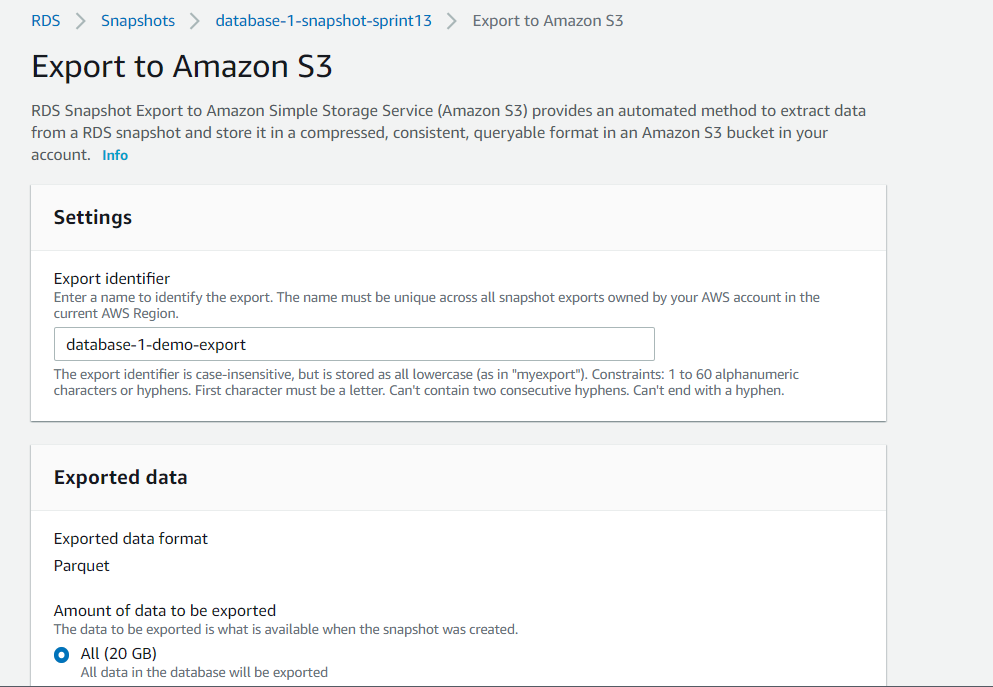 RDS > Snapshots > database-1-snapshot-sprint13 > Export to Amazon S3
Export to Amazon S3
RDS Snapshot Export to Amazon Simple Storage Service (Amazon S3) provides an automated method to extract data
from a RDS snapshot and store it in a compressed, consistent, queryable format in an Amazon S3 bucket in your
account. Info
Settings
Export identifier
Enter a name to identify the export. The name must be unique across all snapshot exports owned by your AWS account in the
current AWS Region.
database-1-demo-export
The export identifier is case-insensitive, but is stored as all lowercase (as in "myexport"). Constraints: 1 to 60 alphanumeric
characters or hyphens. First character must be a letter. Can't contain two consecutive hyphens. Can't end with a hyphen.
Exported data
Exported data format
Parquet
Amount of data to be exported
The data to be exported is what is available when the snapshot was created.
All (20 GB)
All data in the database will be exported